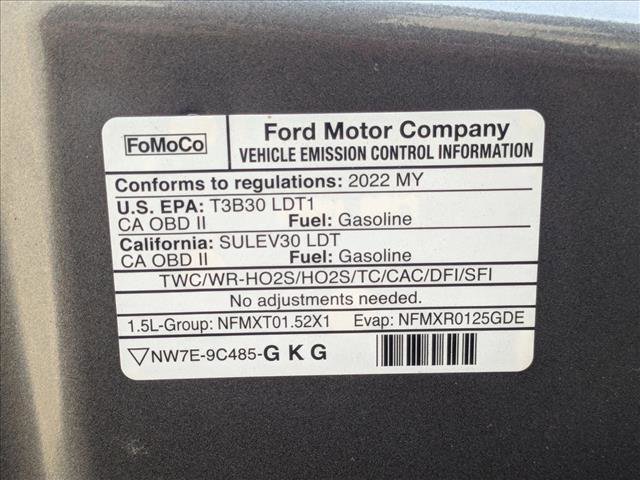 FoMoCo
Ford Motor Company
VEHICLE EMISSION CONTROL INFORMATION
Conforms to regulations: 2022 MY
U.S. EPA: T3B30 LDT1
CA OBD II Fuel: Gasoline
California: SULEV30 LDT
CA OBD II Fuel: Gasoline
TWC/WR-HO2S/HO2S/TC/CAC/DFI/SFI
No adjustments needed.
1.5L-Group: NFMXT01.52X1 Evap: NFMXR0125GDE
NW7E-9C485-G K G